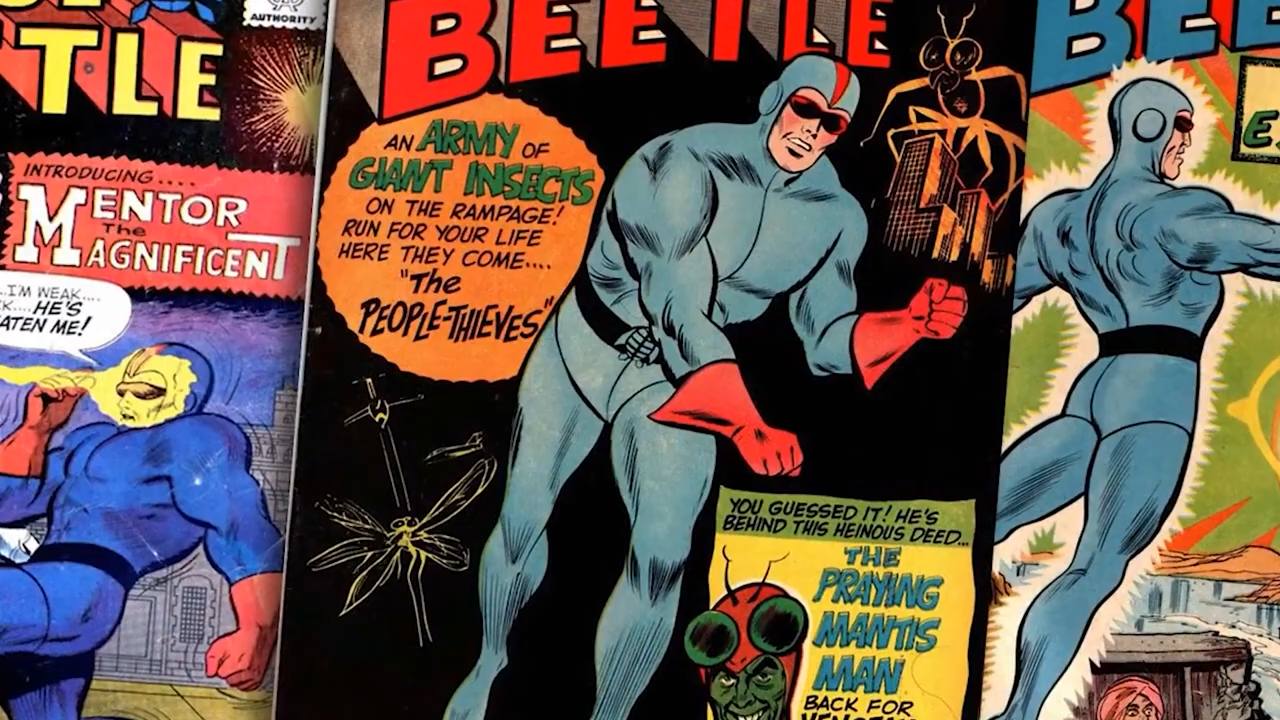 TLE
AUTHORITY
INTRODUCING....
MENTOR
The
MAGNIFICENT
..I'M WEAK....
HE'S
ME!
BEETLE
AN ARMY OF
GIANT INSECTS
ON THE RAMPAGE!
RUN FOR YOUR LIFE
HERE THEY COME....
"The
PEOPLE-THIEVES"
YOU GUESSED IT! HE'S
BEHIND THIS HEINOUS DEED...
THE
PRAYING
MANTIS
MAN
BACK FOR
BEE